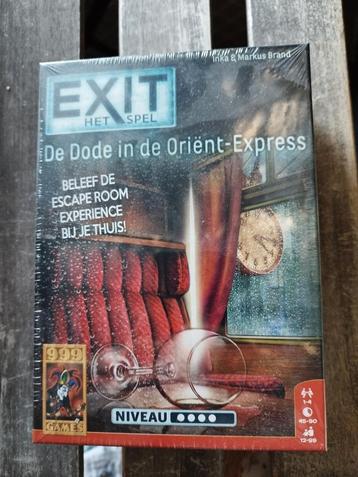 Inka & Markus Brand
EXIT
HET SPEL
De Dode in de Oriënt-Express
BELEEF DE
ESCAPE ROOM
EXPERIENCE
BIJ JE THUIS!
999
GAMES
NIVEAU
1-4
45-90
12-99